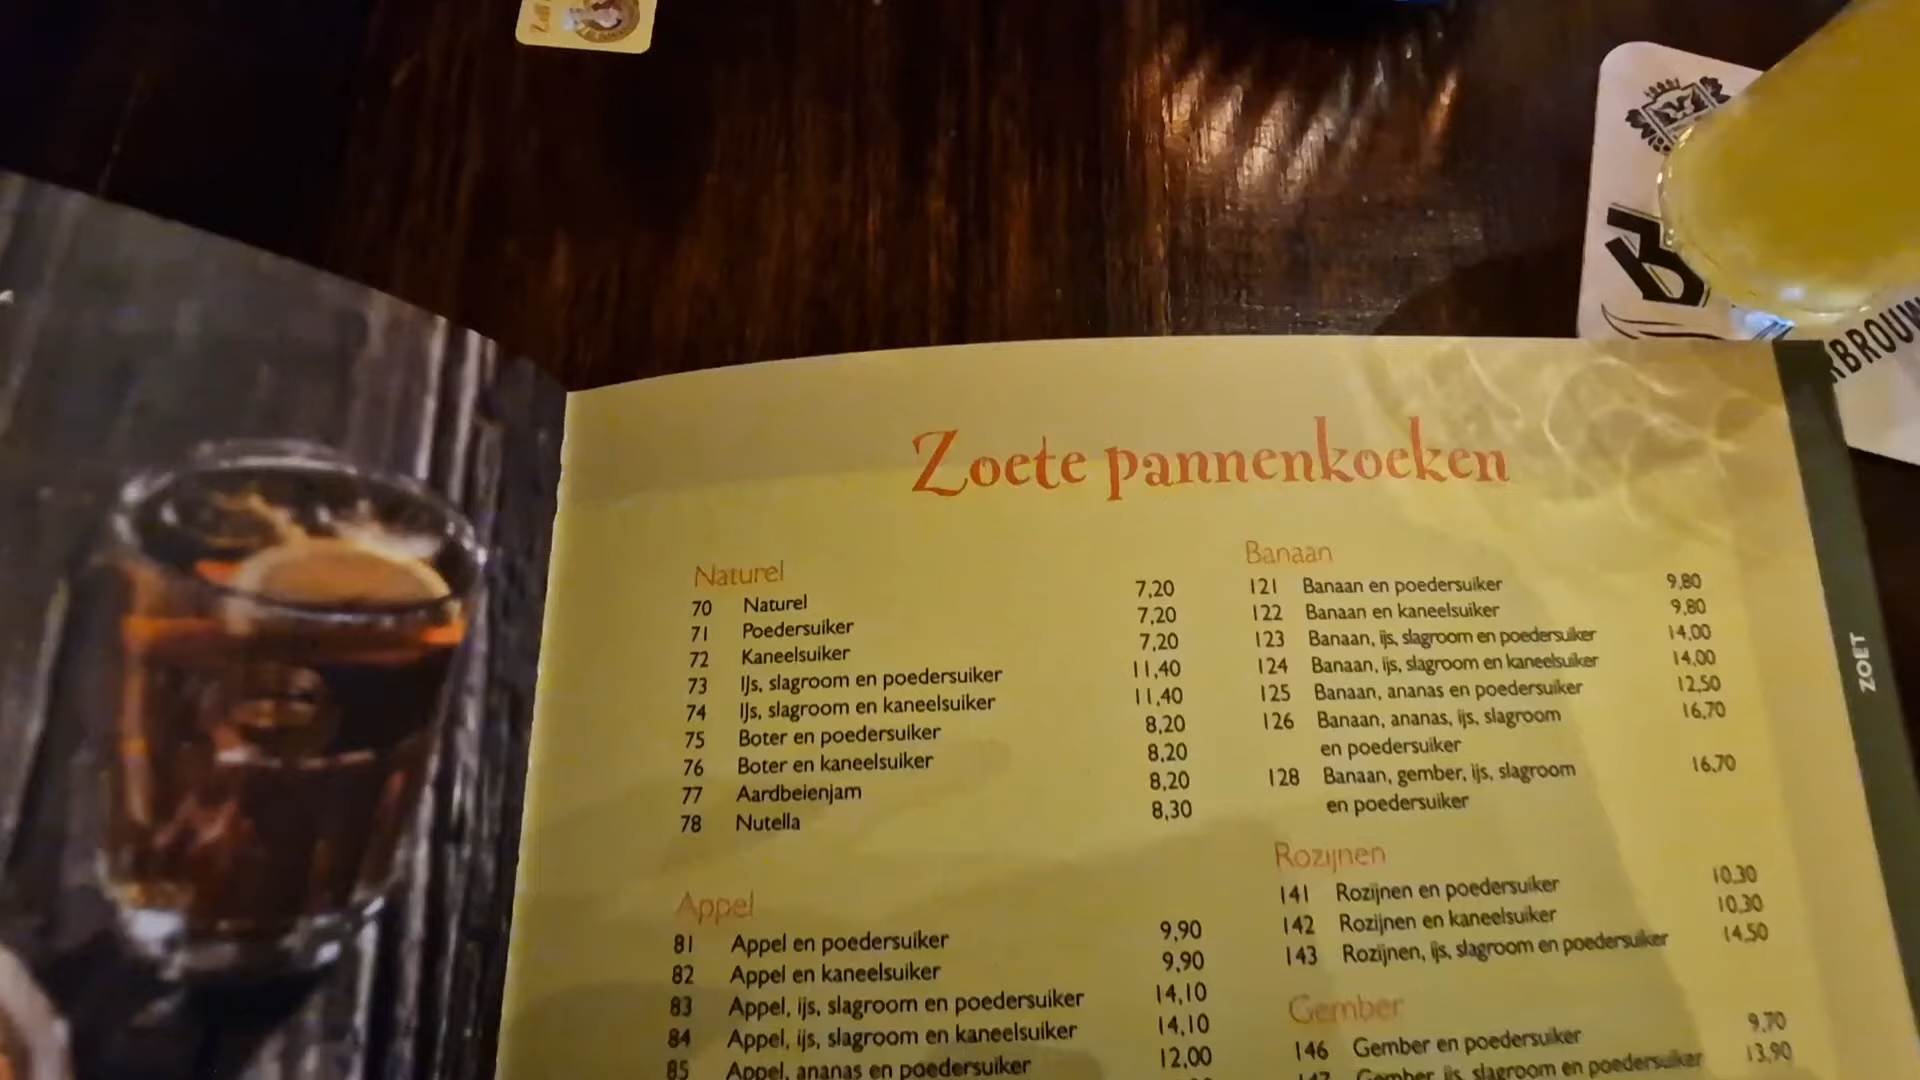 Zoete pannenkoeken
Naturel
70 Naturel 7,20
71 Poedersuiker 7,20
72 Kaneelsuiker 7,20
73 IJs, slagroom en poedersuiker 11,40
74 IJs, slagroom en kaneelsuiker 11,40
75 Boter en poedersuiker 8,20
76 Boter en kaneelsuiker 8,20
77 Aardbeienjam 8,20
78 Nutella 8,30
Appel
81 Appel en poedersuiker 9,90
82 Appel en kaneelsuiker 9,90
83 Appel, ijs, slagroom en poedersuiker 14,10
84 Appel, ijs, slagroom en kaneelsuiker 14,10
85 Appel, ananas en poedersuiker 12,00
Banaan
121 Banaan en poedersuiker 9,80
122 Banaan en kaneelsuiker 9,80
123 Banaan, ijs, slagroom en poedersuiker 14,00
124 Banaan, ijs, slagroom en kaneelsuiker 14,00
125 Banaan, ananas en poedersuiker 12,50
126 Banaan, ananas, ijs, slagroom 16,70
en poedersuiker
128 Banaan, gember, ijs, slagroom 16,70
en poedersuiker
Rozijnen
141 Rozijnen en poedersuiker 10,30
142 Rozijnen en kaneelsuiker 10,30
143 Rozijnen, ijs, slagroom en poedersuiker 14,50
Gember
146 Gember en poedersuiker 9,70
147 Gember, ijs, slagroom en poedersuiker 13,90
ZOET